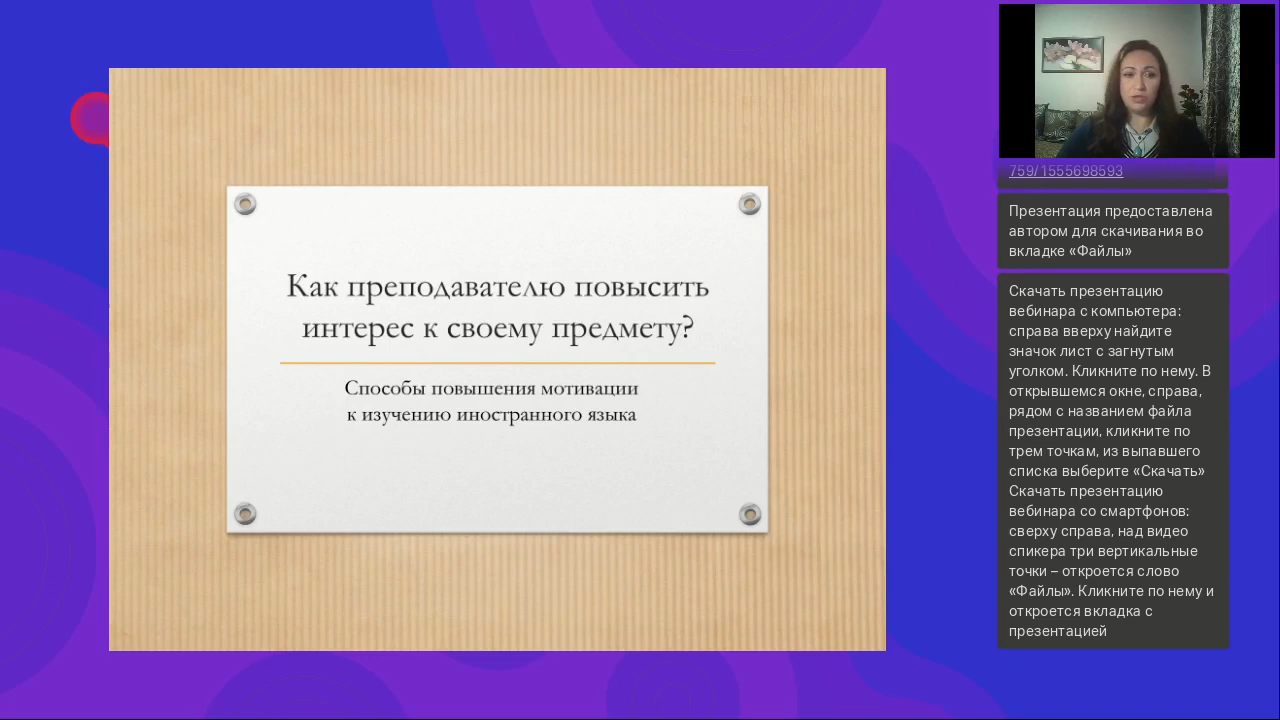 Как преподавателю повысить
интерес к своему предмету?
Способы повышения мотивации
к изучению иностранного языка
759/1555698593
Презентация предоставлена
автором для скачивания во
вкладке «Файлы»
Скачать презентацию
вебинара с компьютера:
справа вверху найдите
значок лист с загнутым
уголком. Кликните по нему. В
открывшемся окне, справа,
рядом с названием файла
презентации, кликните по
трем точкам, из выпавшего
списка выберите «Скачать»
Скачать презентацию
вебинара со смартфонов:
сверху справа, над видео
спикера три вертикальные
точки – откроется слово
«Файлы». Кликните по нему и
откроется вкладка с
презентацией